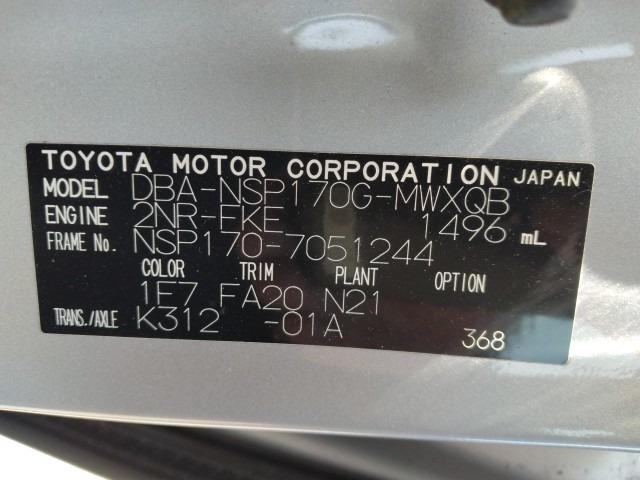 TOYOTA MOTOR CORPORATION JAPAN
MODEL DBA-NSP170G-MWXQB
ENGINE 2NR-FKE 1496 mL
FRAME No. NSP170-7051244
COLOR TRIM PLANT OPTION
1F7 FA20 N21
TRANS./AXLE K312 -01A
368